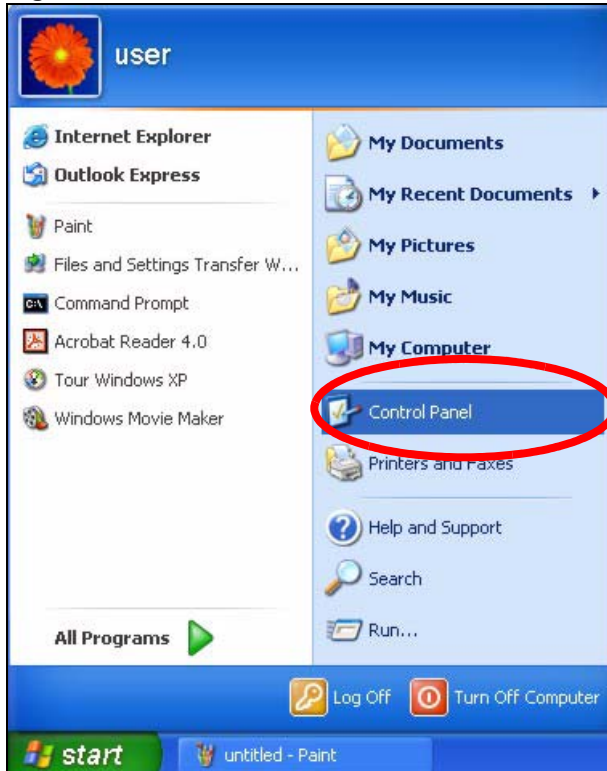 user
Internet Explorer
Outlook Express
Paint
Files and Settings Transfer W...
Command Prompt
Acrobat Reader 4.0
Tour Windows XP
Windows Movie Maker
All Programs
My Documents
My Recent Documents
My Pictures
My Music
My Computer
Control Panel
Printers and Faxes
Help and Support
Search
Run...
Log Off
Turn Off Computer
start
untitled - Paint